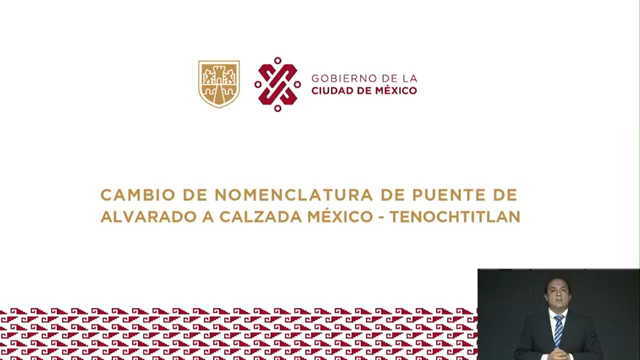 GOBIERNO DE LA
CIUDAD DE MÉXICO
CAMBIO DE NOMENCLATURA DE PUENTE DE
ALVARADO A CALZADA MÉXICO - TENOCHTITLAN